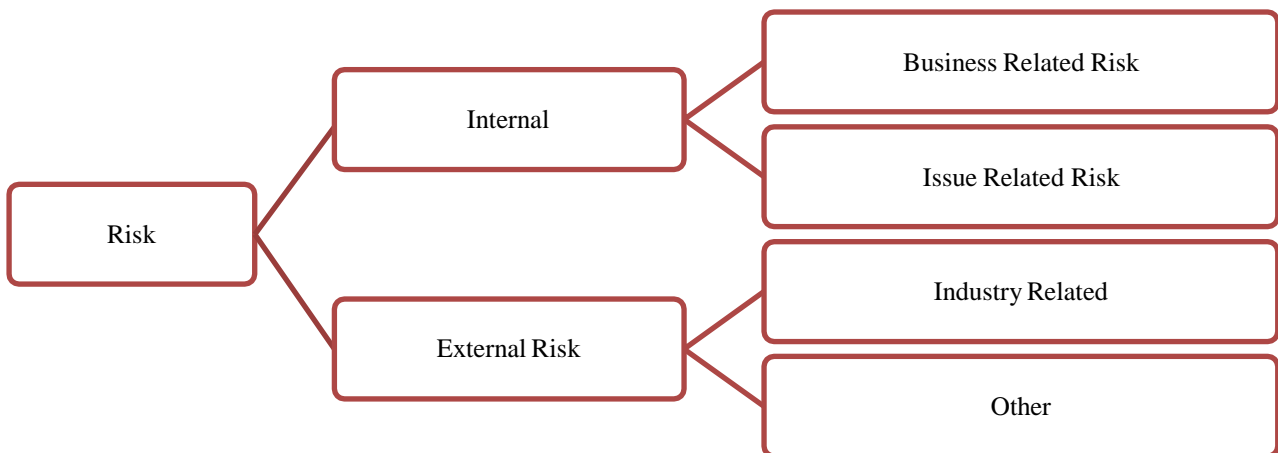 Risk
Internal
Business Related Risk
Issue Related Risk
External Risk
Industry Related
Other